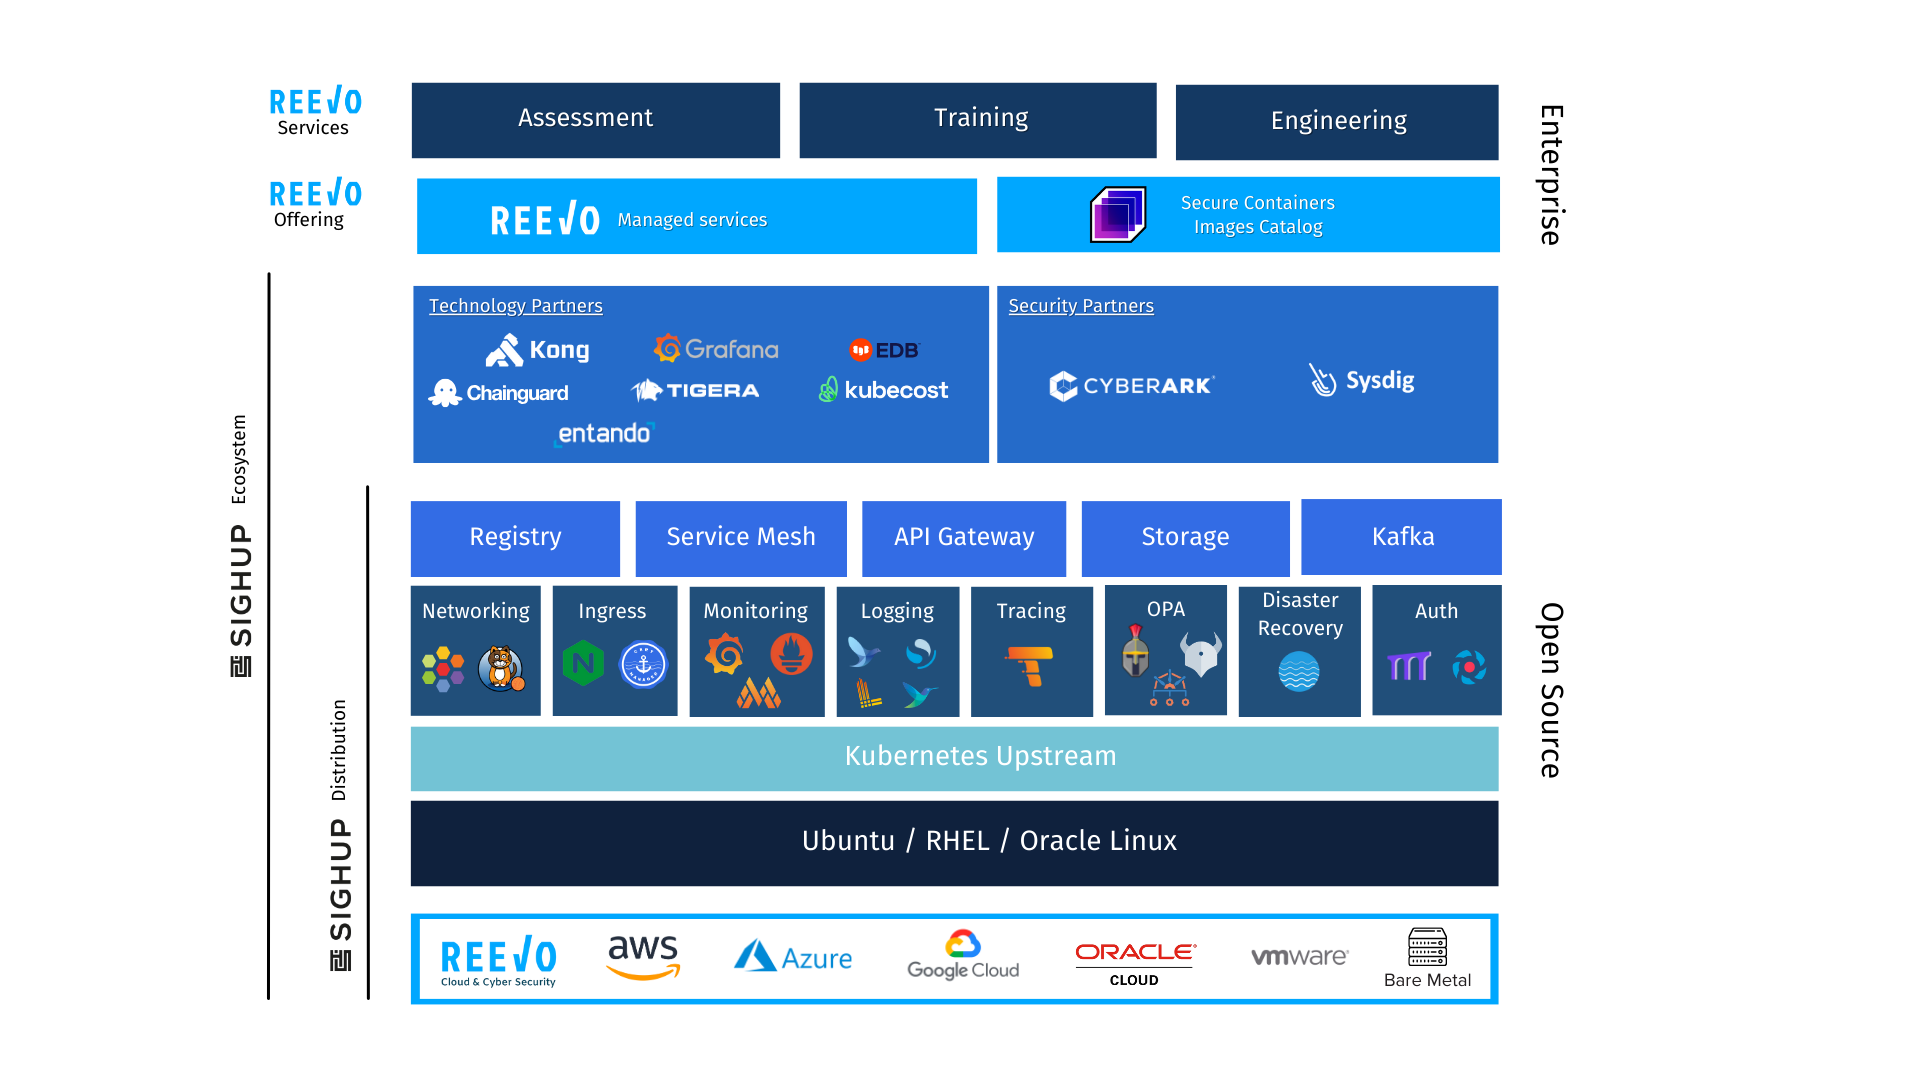 REEVO
Services
Assessment
Training
Engineering
Enterprise
REEVO
Offering
REEVO Managed services
Secure Containers
Images Catalog
Technology Partners
Kong
Grafana
EDB
Chainguard
TIGERA
kubecost
entando
Security Partners
CYBERARK
Sysdig
SIGHUP Ecosystem
Registry
Service Mesh
API Gateway
Storage
Kafka
Networking
Ingress
N
CERT
MANAGER
Monitoring
Logging
Tracing
OPA
Disaster
Recovery
Auth
Open Source
Kubernetes Upstream
SIGHUP Distribution
Ubuntu / RHEL / Oracle Linux
REEVO
Cloud & Cyber Security
aws
Azure
Google Cloud
ORACLE
CLOUD
vmware
Bare Metal